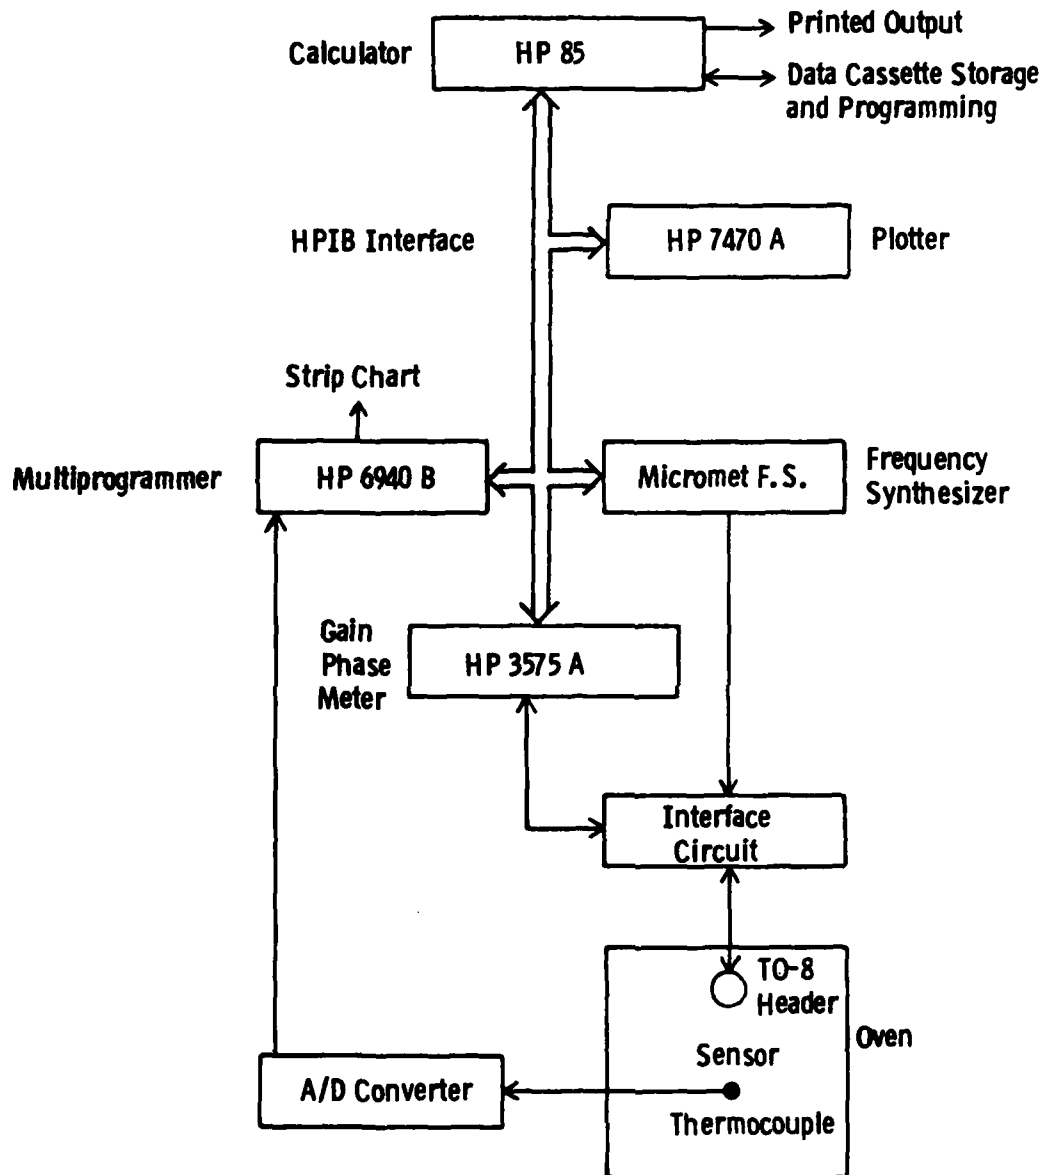 Calculator
HP 85
Printed Output
Data Cassette Storage
and Programming
HPIB Interface
HP 7470 A
Plotter
Strip Chart
Multiprogrammer
HP 6940 B
Micromet F. S.
Frequency
Synthesizer
Gain
Phase
Meter
HP 3575 A
Interface
Circuit
TO-8
Header
Oven
Sensor
A/D Converter
Thermocouple